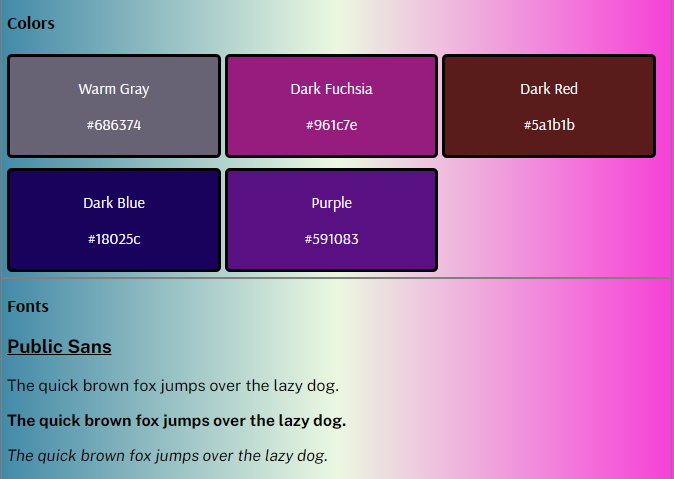 Colors
Warm Gray
#686374
Dark Fuchsia
#961c7e
Dark Red
#5a1b1b
Dark Blue
#18025c
Purple
#591083
Fonts
Public Sans
The quick brown fox jumps over the lazy dog.
The quick brown fox jumps over the lazy dog.
The quick brown fox jumps over the lazy dog.